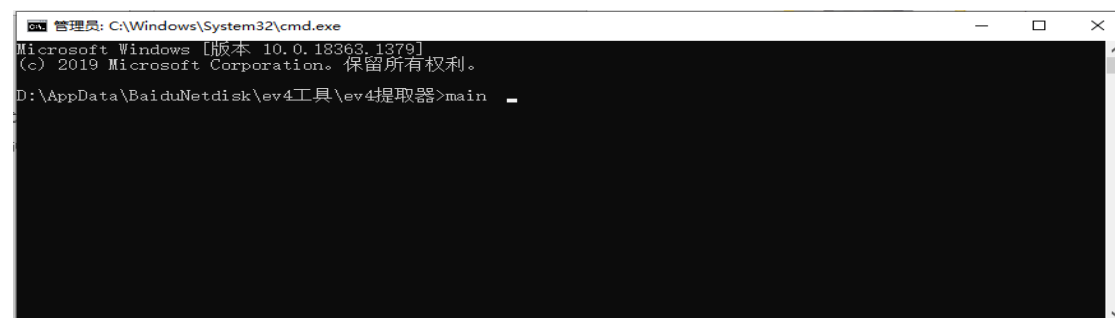 管理员: C:\Windows\System32\cmd.exe
Microsoft Windows [版本 10.0.18363.1379]
(c) 2019 Microsoft Corporation。保留所有权利。
D:\AppData\BaiduNetdisk\ev4工具\ev4提取器>main